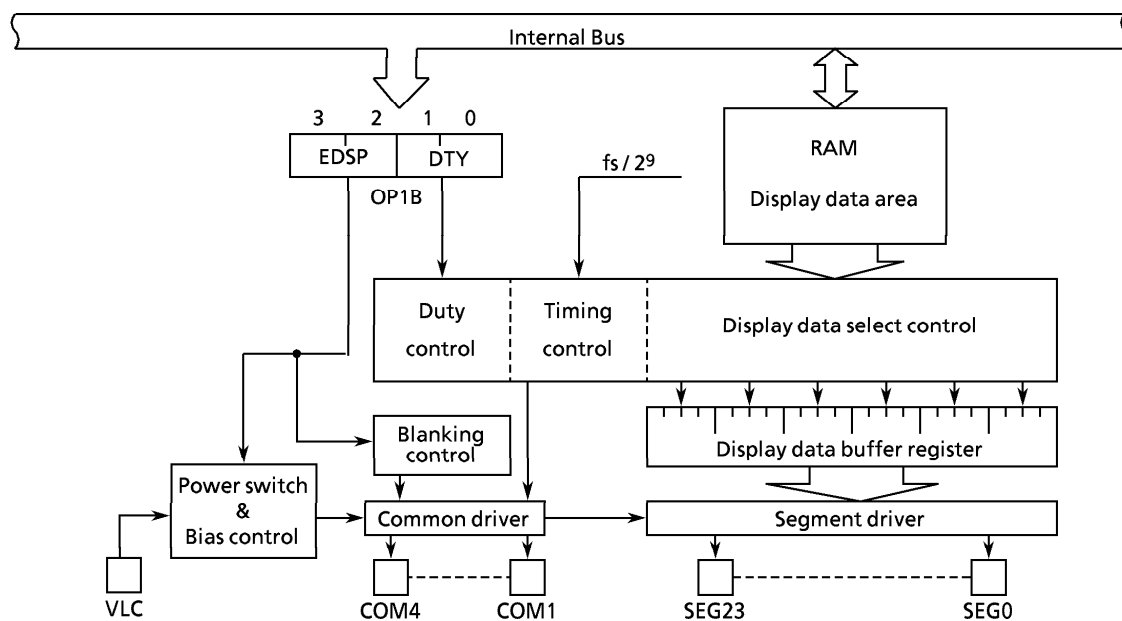 Internal Bus
3 2 1 0
EDSP DTY
OP1B
fs / 2⁹
RAM
Display data area
Duty
control
Timing
control
Display data select control
Blanking
control
Display data buffer register
Power switch
&
Bias control
Common driver
Segment driver
VLC
COM4
COM1
SEG23
SEG0